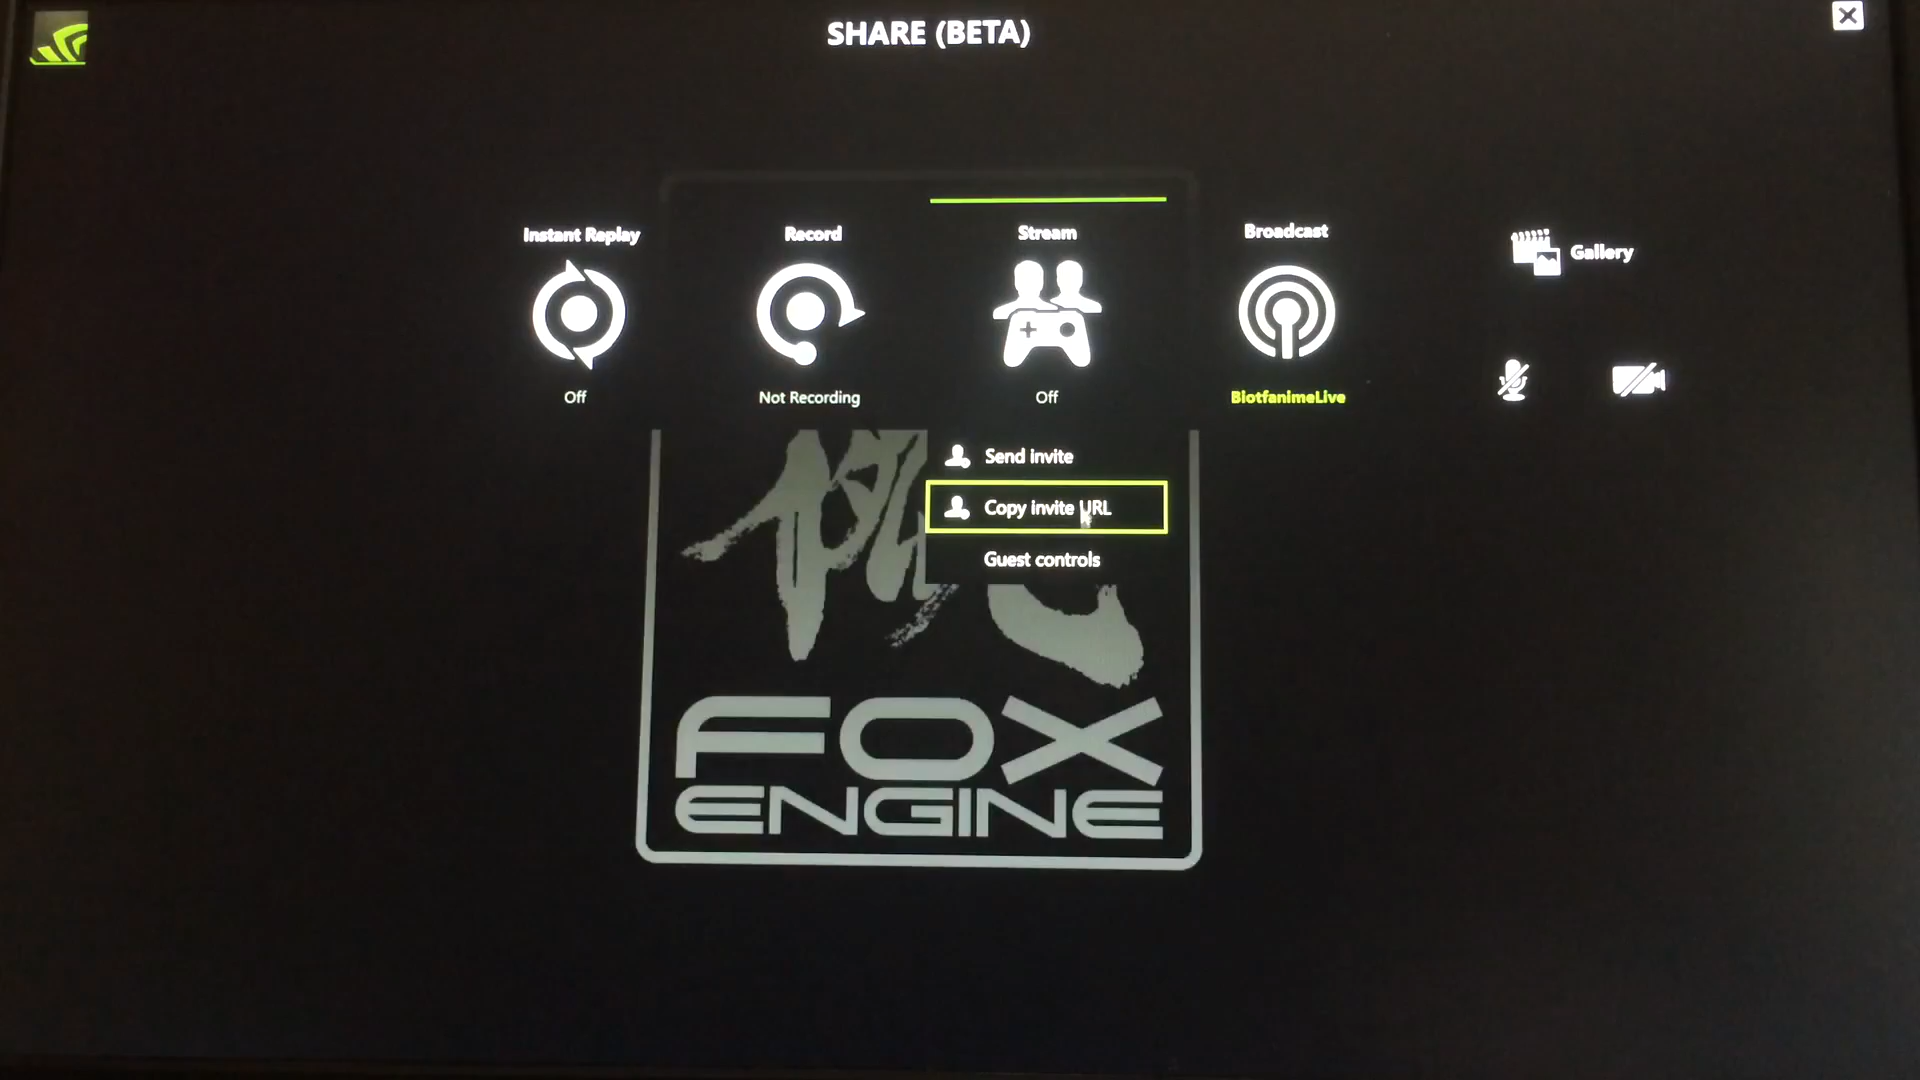 SHARE (BETA)
Instant Replay
Record
Stream
Broadcast
Gallery
Off
Not Recording
Off
BiotfanimeLive
Send invite
Copy invite URL
Guest controls
FOX
ENGINE